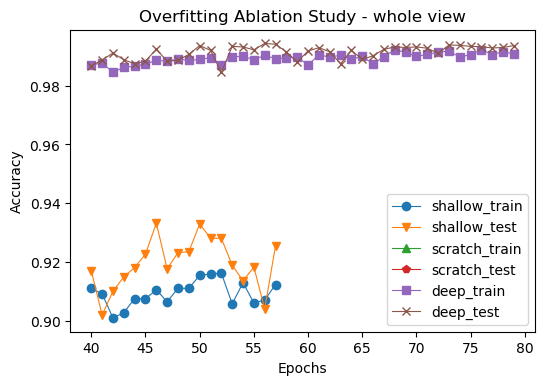 Overfitting Ablation Study - whole view
Accuracy
0.98
0.96
0.94
0.92
0.90
shallow_train
shallow_test
scratch_train
scratch_test
deep_train
deep_test
40 45 50 55 60 65 70 75 80
Epochs